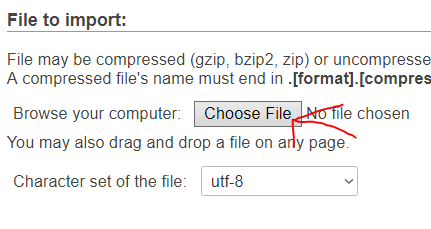 File to import:
File may be compressed (gzip, bzip2, zip) or uncompresse
A compressed file's name must end in .[format].[compres
Browse your computer: Choose File No file chosen
You may also drag and drop a file on any page.
Character set of the file: utf-8